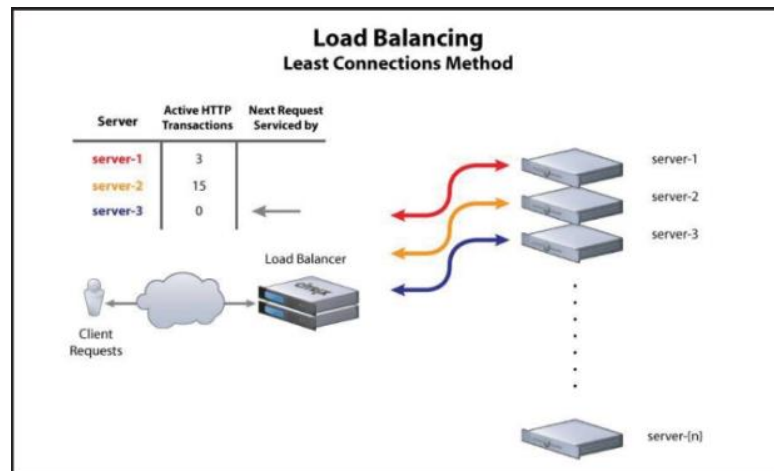 Load Balancing
Least Connections Method
Server
Active HTTP
Transactions
Next Request
Serviced by
server-1 3
server-2 15
server-3 0
server-1
server-2
server-3
Load Balancer
citrix
Client
Requests
server-{n}